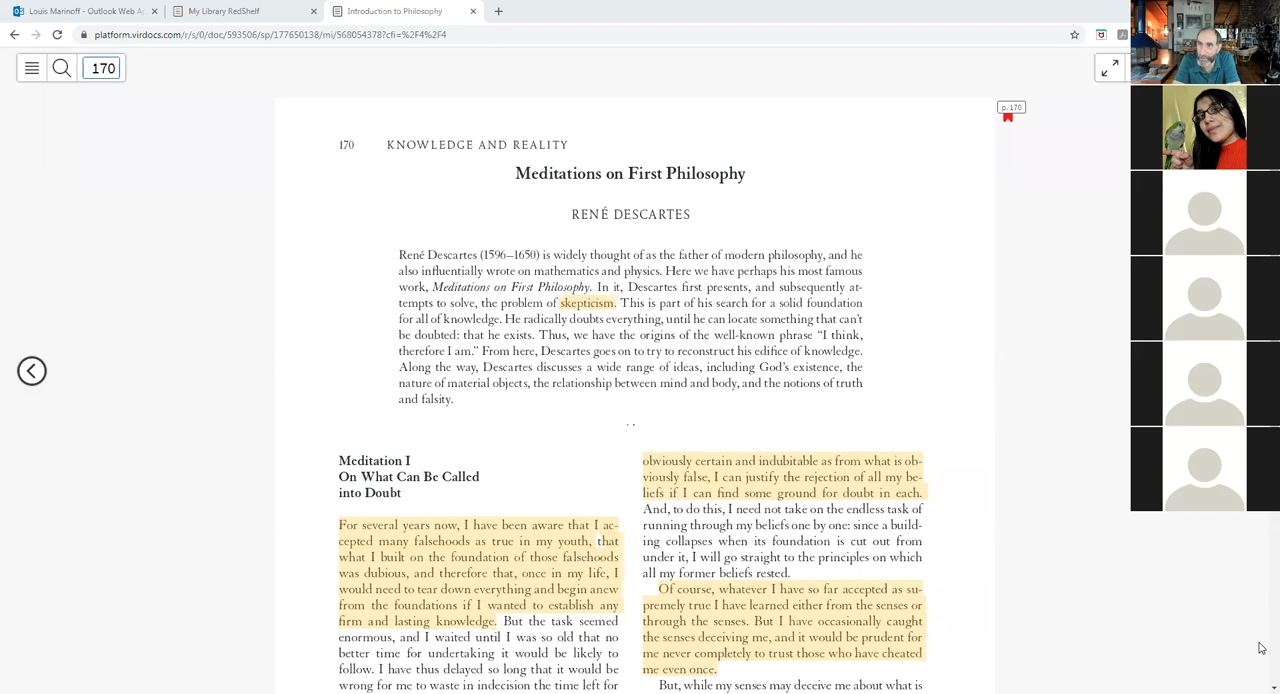 Louis Marinoff - Outlook Web A
My Library RedShelf
Introduction to Philosophy
platform.virdocs.com/r/s/0/doc/593506/sp/177650138/mi/568054378?cfi=%2F4%2F4
170
p. 170
170 KNOWLEDGE AND REALITY
Meditations on First Philosophy
RENÉ DESCARTES
René Descartes (1596–1650) is widely thought of as the father of modern philosophy, and he
also influentially wrote on mathematics and physics. Here we have perhaps his most famous
work, Meditations on First Philosophy. In it, Descartes first presents, and subsequently at-
tempts to solve, the problem of skepticism. This is part of his search for a solid foundation
for all of knowledge. He radically doubts everything, until he can locate something that can't
be doubted: that he exists. Thus, we have the origins of the well-known phrase "I think,
therefore I am." From here, Descartes goes on to try to reconstruct his edifice of knowledge.
Along the way, Descartes discusses a wide range of ideas, including God's existence, the
nature of material objects, the relationship between mind and body, and the notions of truth
and falsity.
Meditation I
On What Can Be Called
into Doubt
For several years now, I have been aware that I ac-
cepted many falsehoods as true in my youth, that
what I built on the foundation of those falsehoods
was dubious, and therefore that, once in my life, I
would need to tear down everything and begin anew
from the foundations if I wanted to establish any
firm and lasting knowledge. But the task seemed
enormous, and I waited until I was so old that no
better time for undertaking it would be likely to
follow. I have thus delayed so long that it would be
wrong for me to waste in indecision the time left for
obviously certain and indubitable as from what is ob-
viously false, I can justify the rejection of all my be-
liefs if I can find some ground for doubt in each.
And, to do this, I need not take on the endless task of
running through my beliefs one by one: since a build-
ing collapses when its foundation is cut out from
under it, I will go straight to the principles on which
all my former beliefs rested.
Of course, whatever I have so far accepted as su-
premely true I have learned either from the senses or
through the senses. But I have occasionally caught
the senses deceiving me, and it would be prudent for
me never completely to trust those who have cheated
me even once.
But, while my senses may deceive me about what is